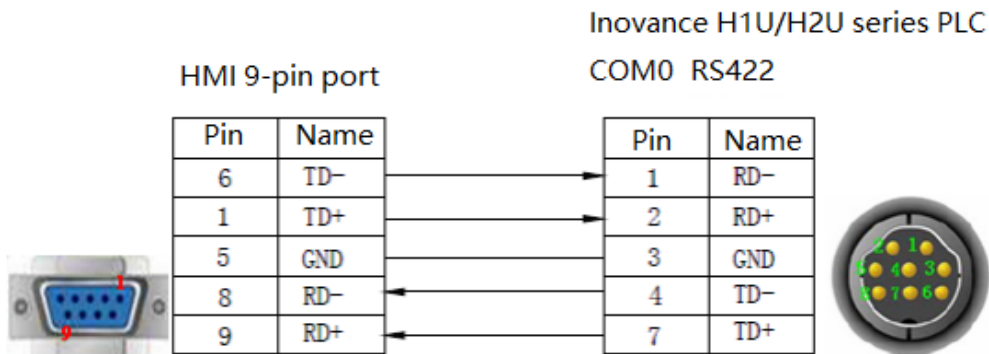 Inovance H1U/H2U series PLC
HMI 9-pin port
COM0 RS422
Pin Name
Pin Name
6 TD- 1 RD-
1 TD+ 2 RD+
5 GND 3 GND
8 RD- 4 TD-
9 RD+ 7 TD+
1
9
2 1
5 4 3
8 7 6